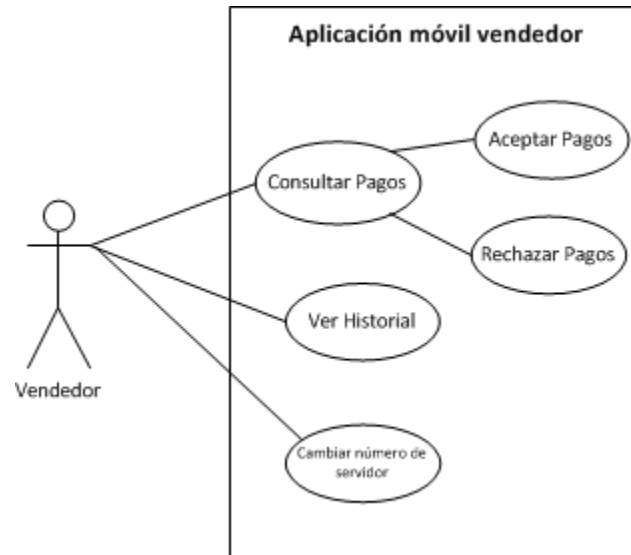 Aplicación móvil vendedor
Aceptar Pagos
Consultar Pagos
Rechazar Pagos
Ver Historial
Vendedor
Cambiar número de
servidor